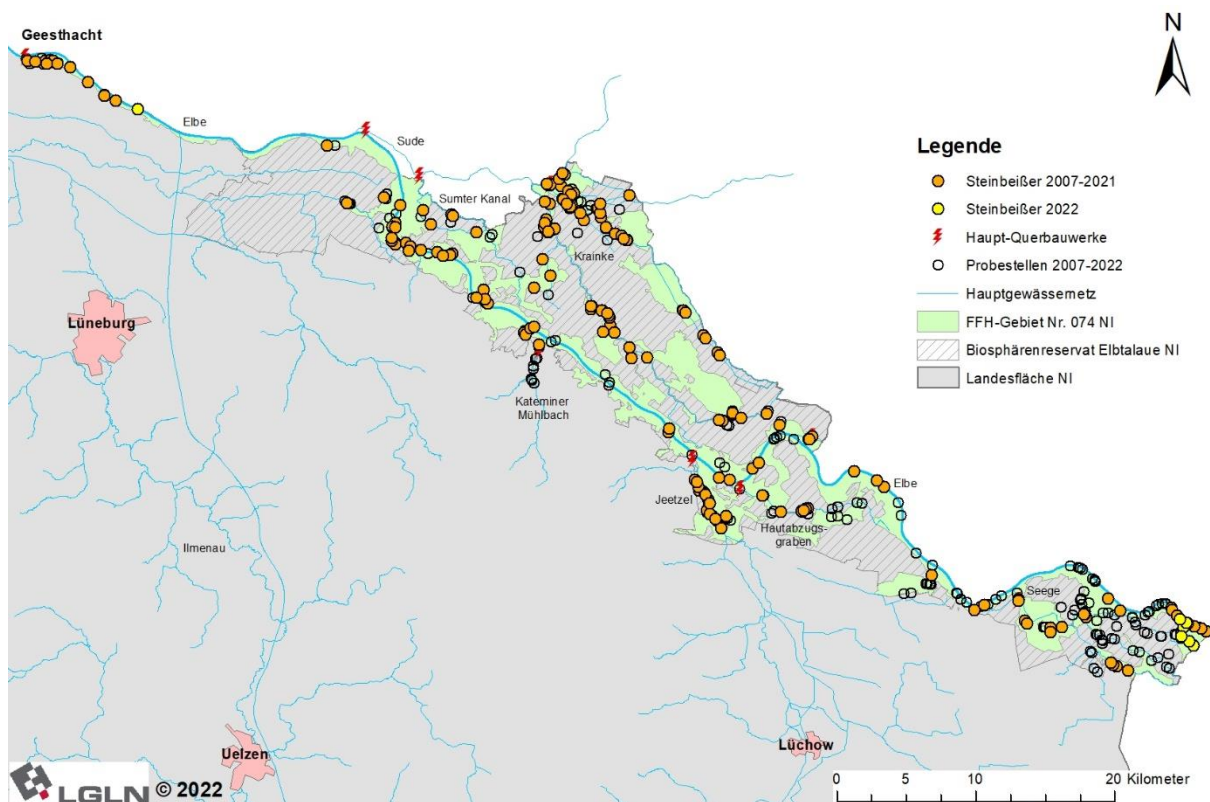 Geesthacht
N
Elbe
Sude
Sumter Kanal
Krainke
Legende
Steinbeißer 2007-2021
Steinbeißer 2022
Haupt-Querbauwerke
Probestellen 2007-2022
Hauptgewässernetz
FFH-Gebiet Nr. 074 NI
Biosphärenreservat Elbtalaue NI
Landesfläche NI
Lüneburg
Kateminer
Mühlbach
Jeetzel
Elbe
Hautabzugs-
graben
Ilmenau
Seege
Uelzen
Lüchow
0 5 10 20 Kilometer
LGLN © 2022